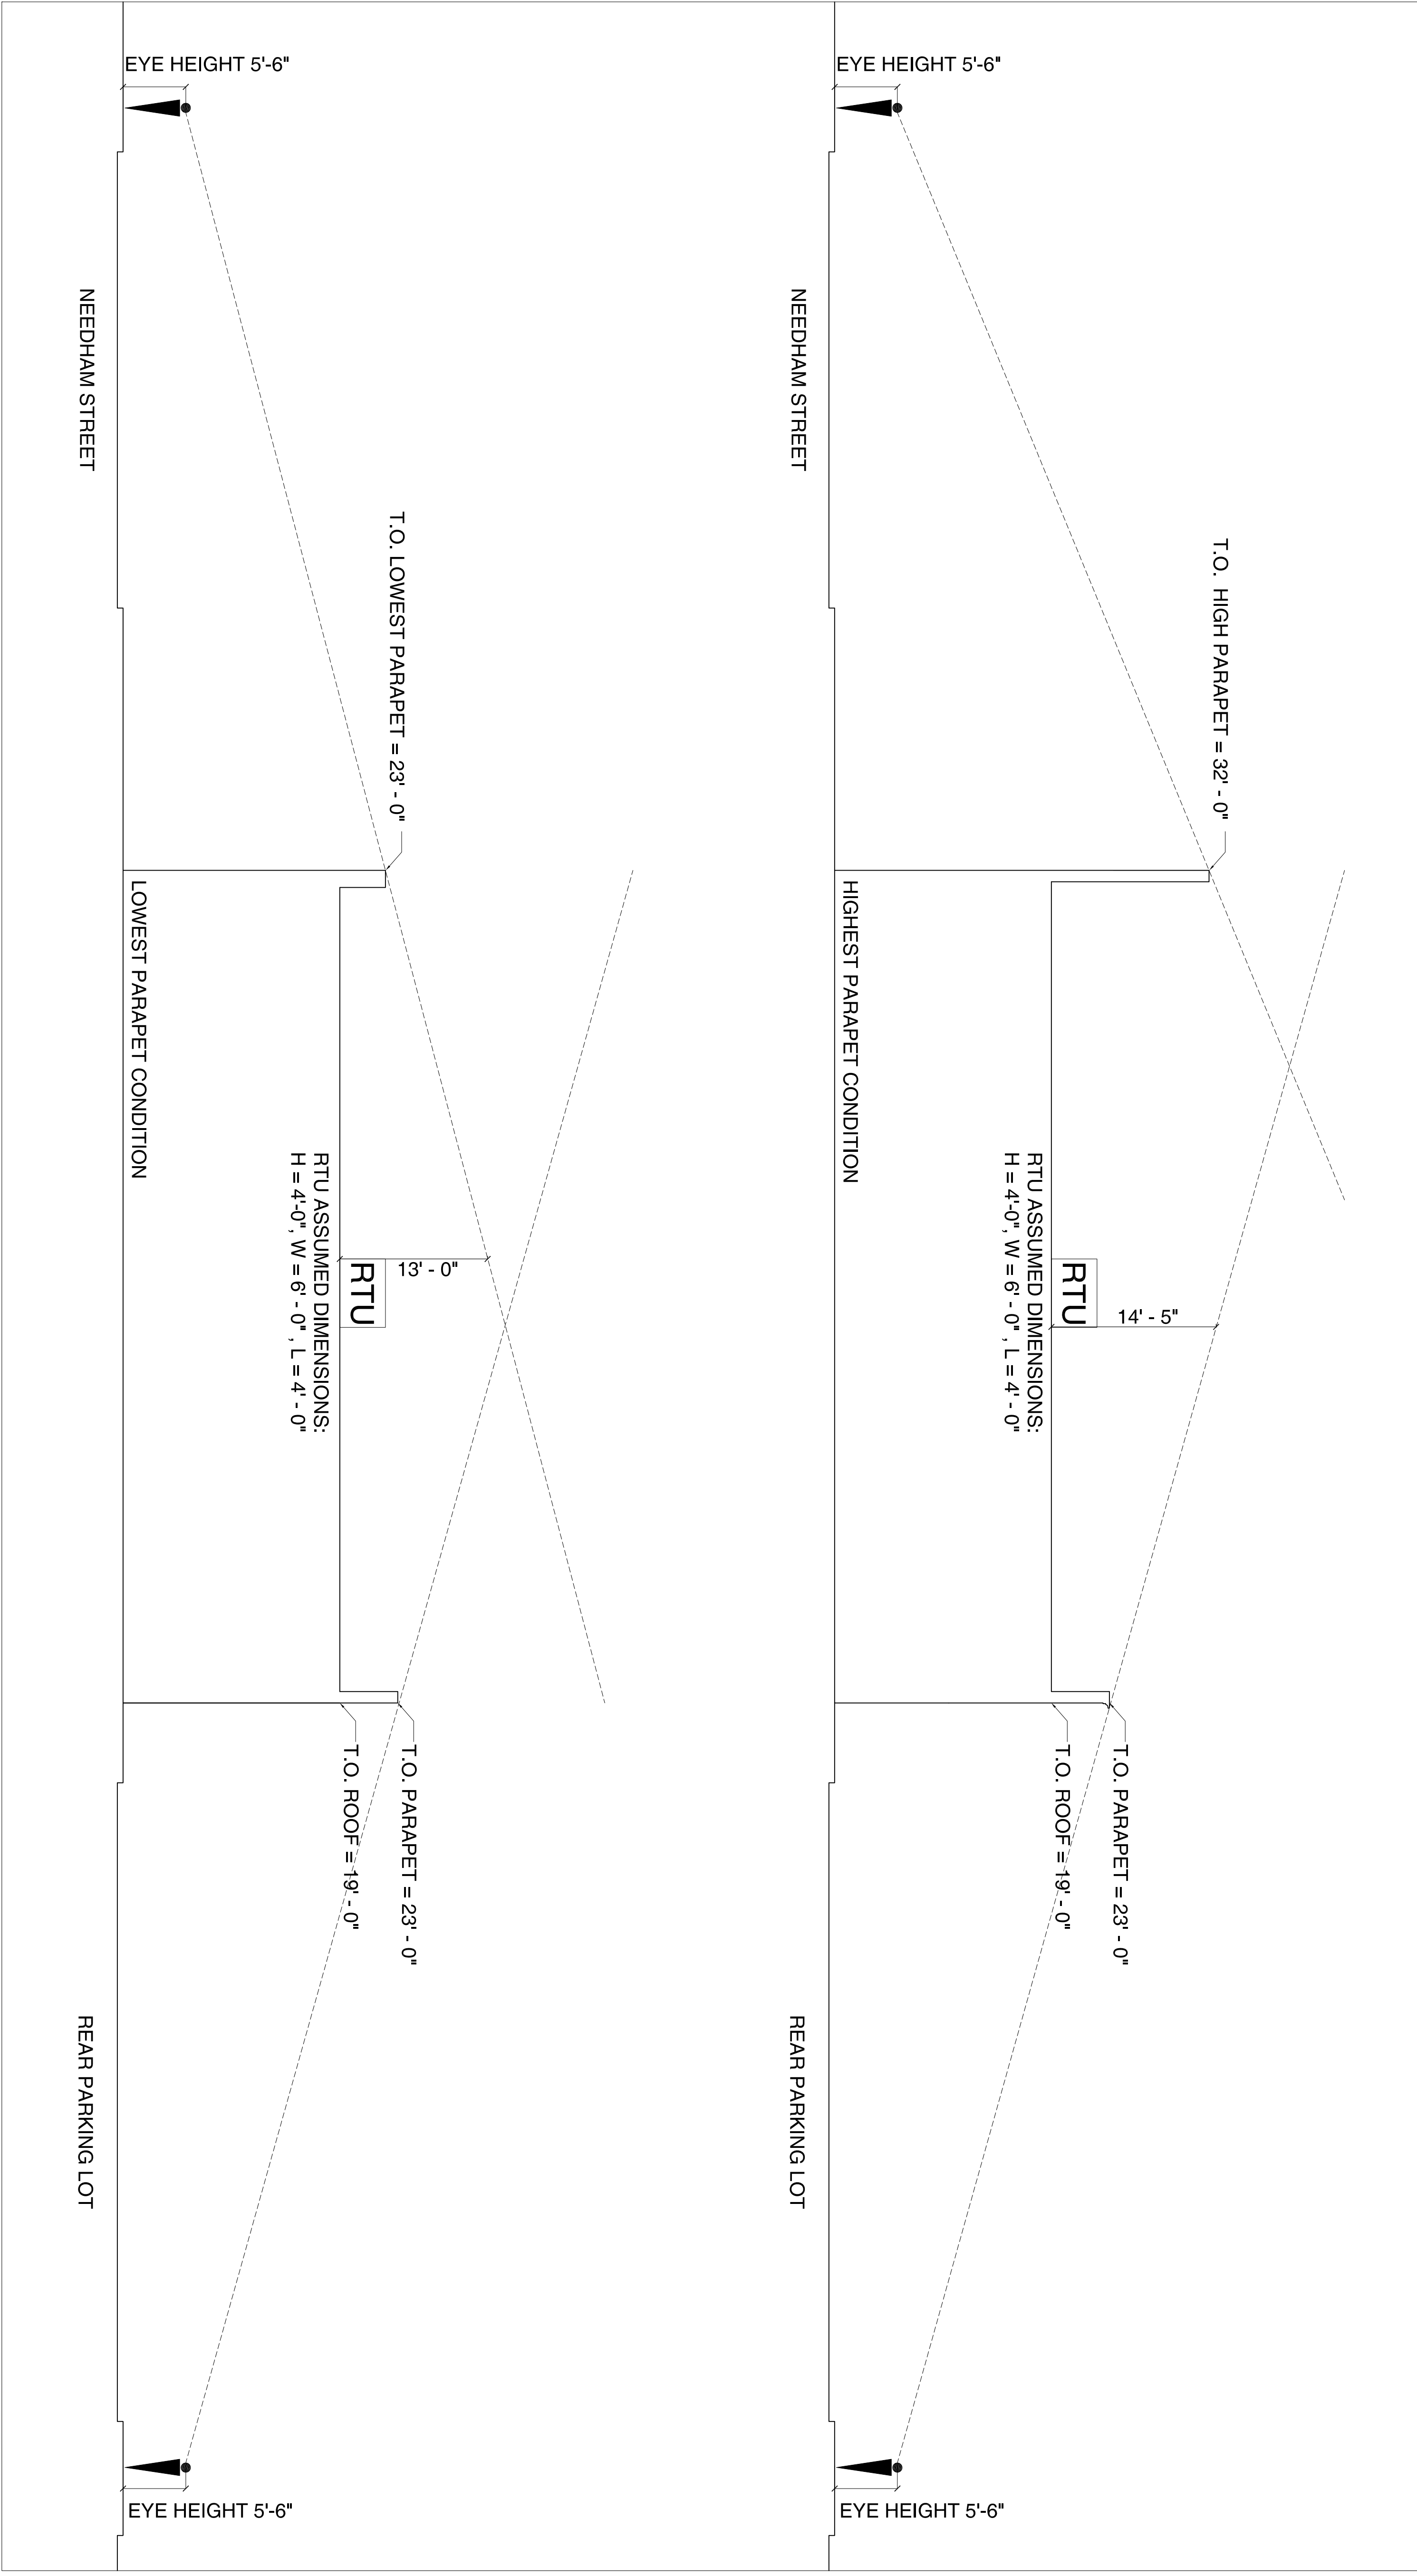 EYE HEIGHT 5'-6"
NEEDHAM STREET
T.O. HIGH PARAPET = 32' - 0"
HIGHEST PARAPET CONDITION
RTU ASSUMED DIMENSIONS:
H = 4'-0", W = 6' - 0" , L = 4' - 0"
RTU
14' - 5"
T.O. PARAPET = 23' - 0"
T.O. ROOF = 19' - 0"
REAR PARKING LOT
EYE HEIGHT 5'-6"
EYE HEIGHT 5'-6"
NEEDHAM STREET
T.O. LOWEST PARAPET = 23' - 0"
LOWEST PARAPET CONDITION
RTU ASSUMED DIMENSIONS:
H = 4'-0", W = 6' - 0" , L = 4' - 0"
RTU
13' - 0"
T.O. PARAPET = 23' - 0"
T.O. ROOF = 19' - 0"
REAR PARKING LOT
EYE HEIGHT 5'-6"